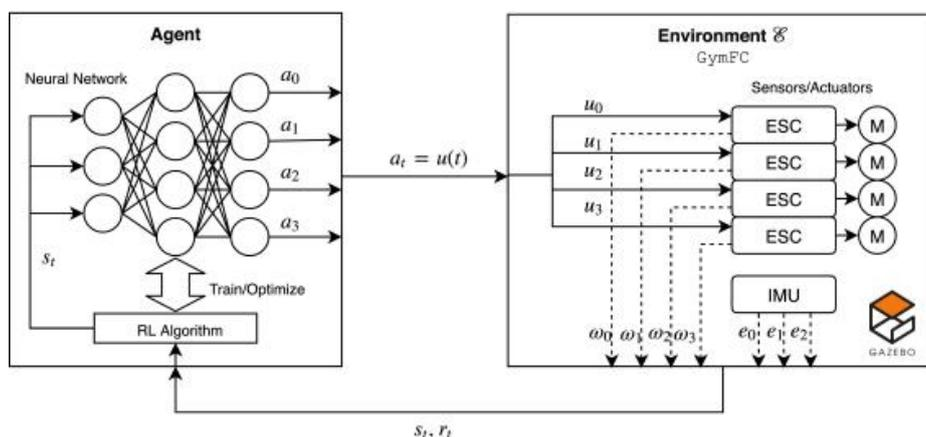 Agent
Neural Network
a₀
a₁
a₂
a₃
sₜ
Train/Optimize
RL Algorithm
aₜ = u(t)
Environment ℰ
GymFC
Sensors/Actuators
u₀
ESC
M
u₁
ESC
M
u₂
ESC
M
u₃
ESC
M
IMU
ω₀ ω₁ ω₂ ω₃ e₀ e₁ e₂
GAZEBO
sₜ, rₜ